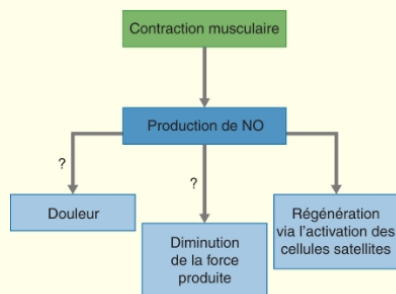 Contraction musculaire
Production de NO
?
?
Douleur
Diminution
de la force
produite
Régénération
via l'activation des
cellules satellites